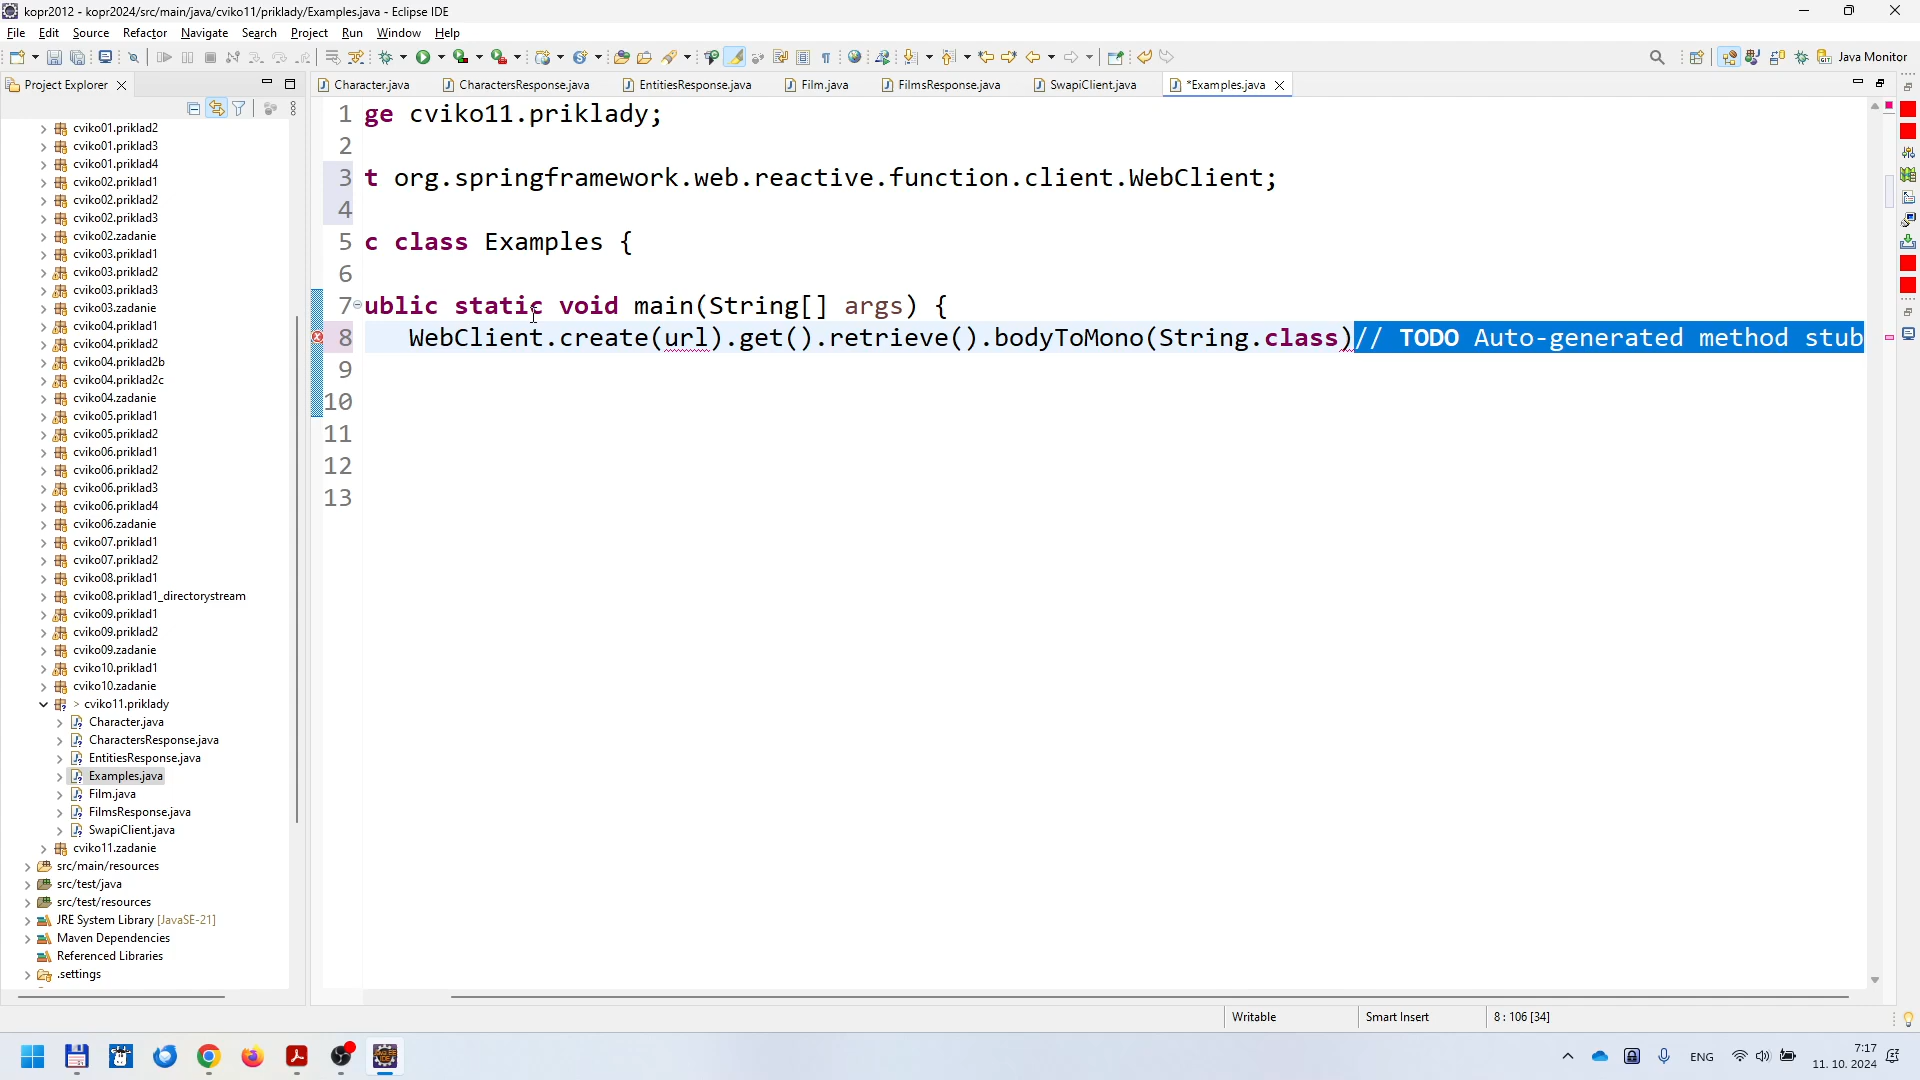 kopr2012 - kopr2024/src/main/java/cviko11/priklady/Examples.java - Eclipse IDE
File Edit Source Refactor Navigate Search Project Run Window Help
Java Monitor
Project Explorer
Character.java CharactersResponse.java EntitiesResponse.java Film.java FilmsResponse.java SwapiClient.java *Examples.java
cviko01.priklad2
cviko01.priklad3
cviko01.priklad4
cviko02.priklad1
cviko02.priklad2
cviko02.priklad3
cviko02.zadanie
cviko03.priklad1
cviko03.priklad2
cviko03.priklad3
cviko03.zadanie
cviko04.priklad1
cviko04.priklad2
cviko04.priklad2b
cviko04.priklad2c
cviko04.zadanie
cviko05.priklad1
cviko05.priklad2
cviko06.priklad1
cviko06.priklad2
cviko06.priklad3
cviko06.priklad4
cviko06.zadanie
cviko07.priklad1
cviko07.priklad2
cviko08.priklad1
cviko08.priklad1_directorystream
cviko09.priklad1
cviko09.priklad2
cviko09.zadanie
cviko10.priklad1
cviko10.zadanie
> cviko11.priklady
Character.java
CharactersResponse.java
EntitiesResponse.java
Examples.java
Film.java
FilmsResponse.java
SwapiClient.java
cviko11.zadanie
src/main/resources
src/test/java
src/test/resources
JRE System Library [JavaSE-21]
Maven Dependencies
Referenced Libraries
.settings
1 ge cviko11.priklady;
2
3 t org.springframework.web.reactive.function.client.WebClient;
4
5 c class Examples {
6
7 ublic static void main(String[] args) {
8 WebClient.create(url).get().retrieve().bodyToMono(String.class)// TODO Auto-generated method stub
9
10
11
12
13
Writable Smart Insert 8 : 106 [34]
ENG
7:17
11. 10. 2024